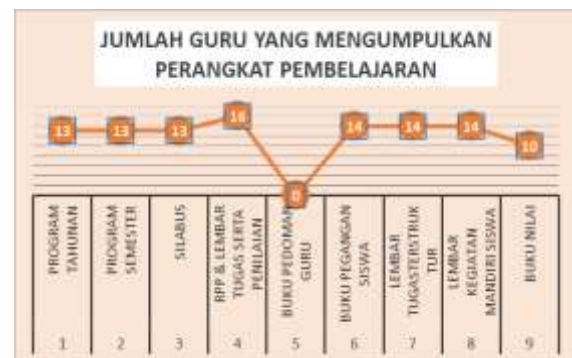 JUMLAH GURU YANG MENGUMPULKAN
PERANGKAT PEMBELAJARAN
13
13
13
16
0
14
14
14
10
PROGRAM
TAHUNAN
PROGRAM
SEMESTER
SILABUS
RPP & LEMBAR
TUGAS SERTA
PENILAIAN
BUKU PEDOMAN
GURU
BUKU PEGANGAN
SISWA
LEMBAR
TUGASTERSTRUK
TUR
LEMBAR
KEGIATAN
MANDIRI SISWA
BUKU NILAI
1
2
3
4
5
6
7
8
9